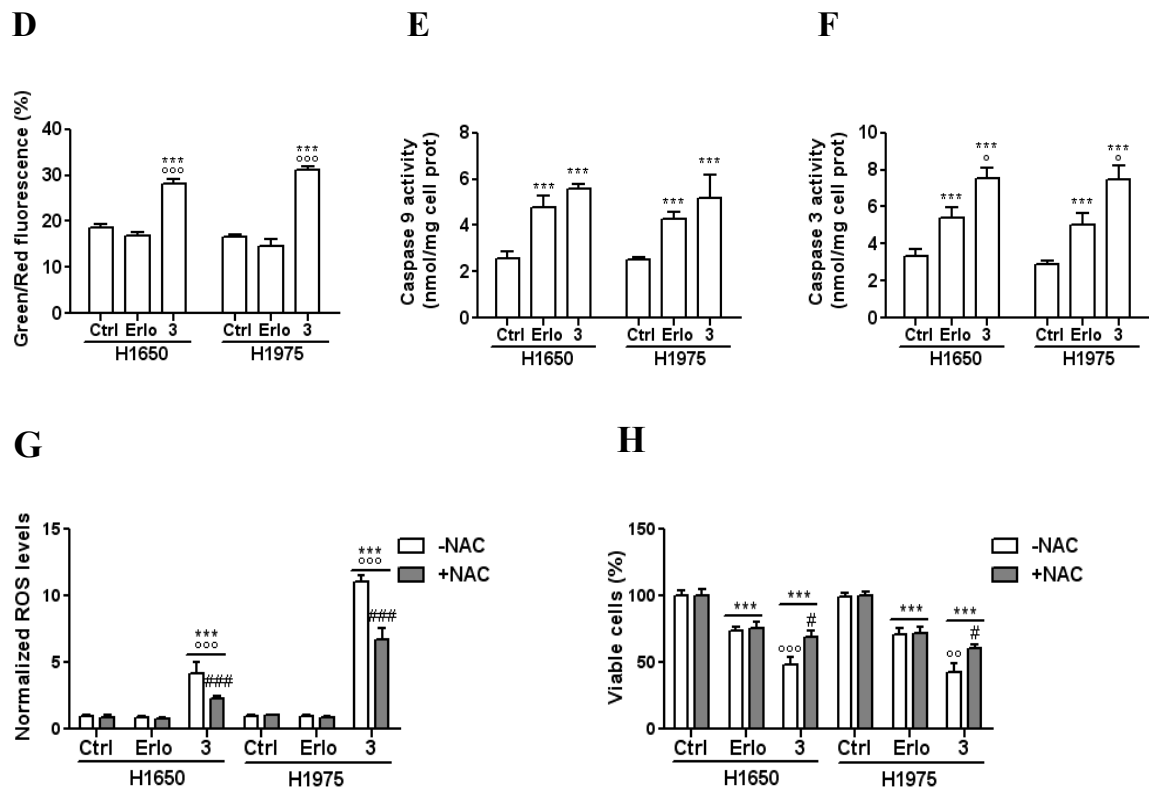 D
E
F
Green/Red fluorescence (%)
40
30
20
10
0
***
°°°
***
°°°
Ctrl Erlo 3
Ctrl Erlo 3
H1650
H1975
Caspase 9 activity
(nmol/mg cell prot)
8
6
4
2
0
***
***
***
***
Ctrl Erlo 3
Ctrl Erlo 3
H1650
H1975
Caspase 3 activity
(nmol/mg cell prot)
10
8
6
4
2
0
***
***
°
***
***
°
Ctrl Erlo 3
Ctrl Erlo 3
H1650
H1975
G
H
Normalized ROS levels
15
10
5
0
***
°°°
###
***
°°°
###
-NAC
+NAC
Ctrl Erlo 3 Ctrl Erlo 3
H1650
H1975
Viable cells (%)
150
100
50
0
***
***
°°°
#
***
***
°°
#
-NAC
+NAC
Ctrl Erlo 3 Ctrl Erlo 3
H1650
H1975